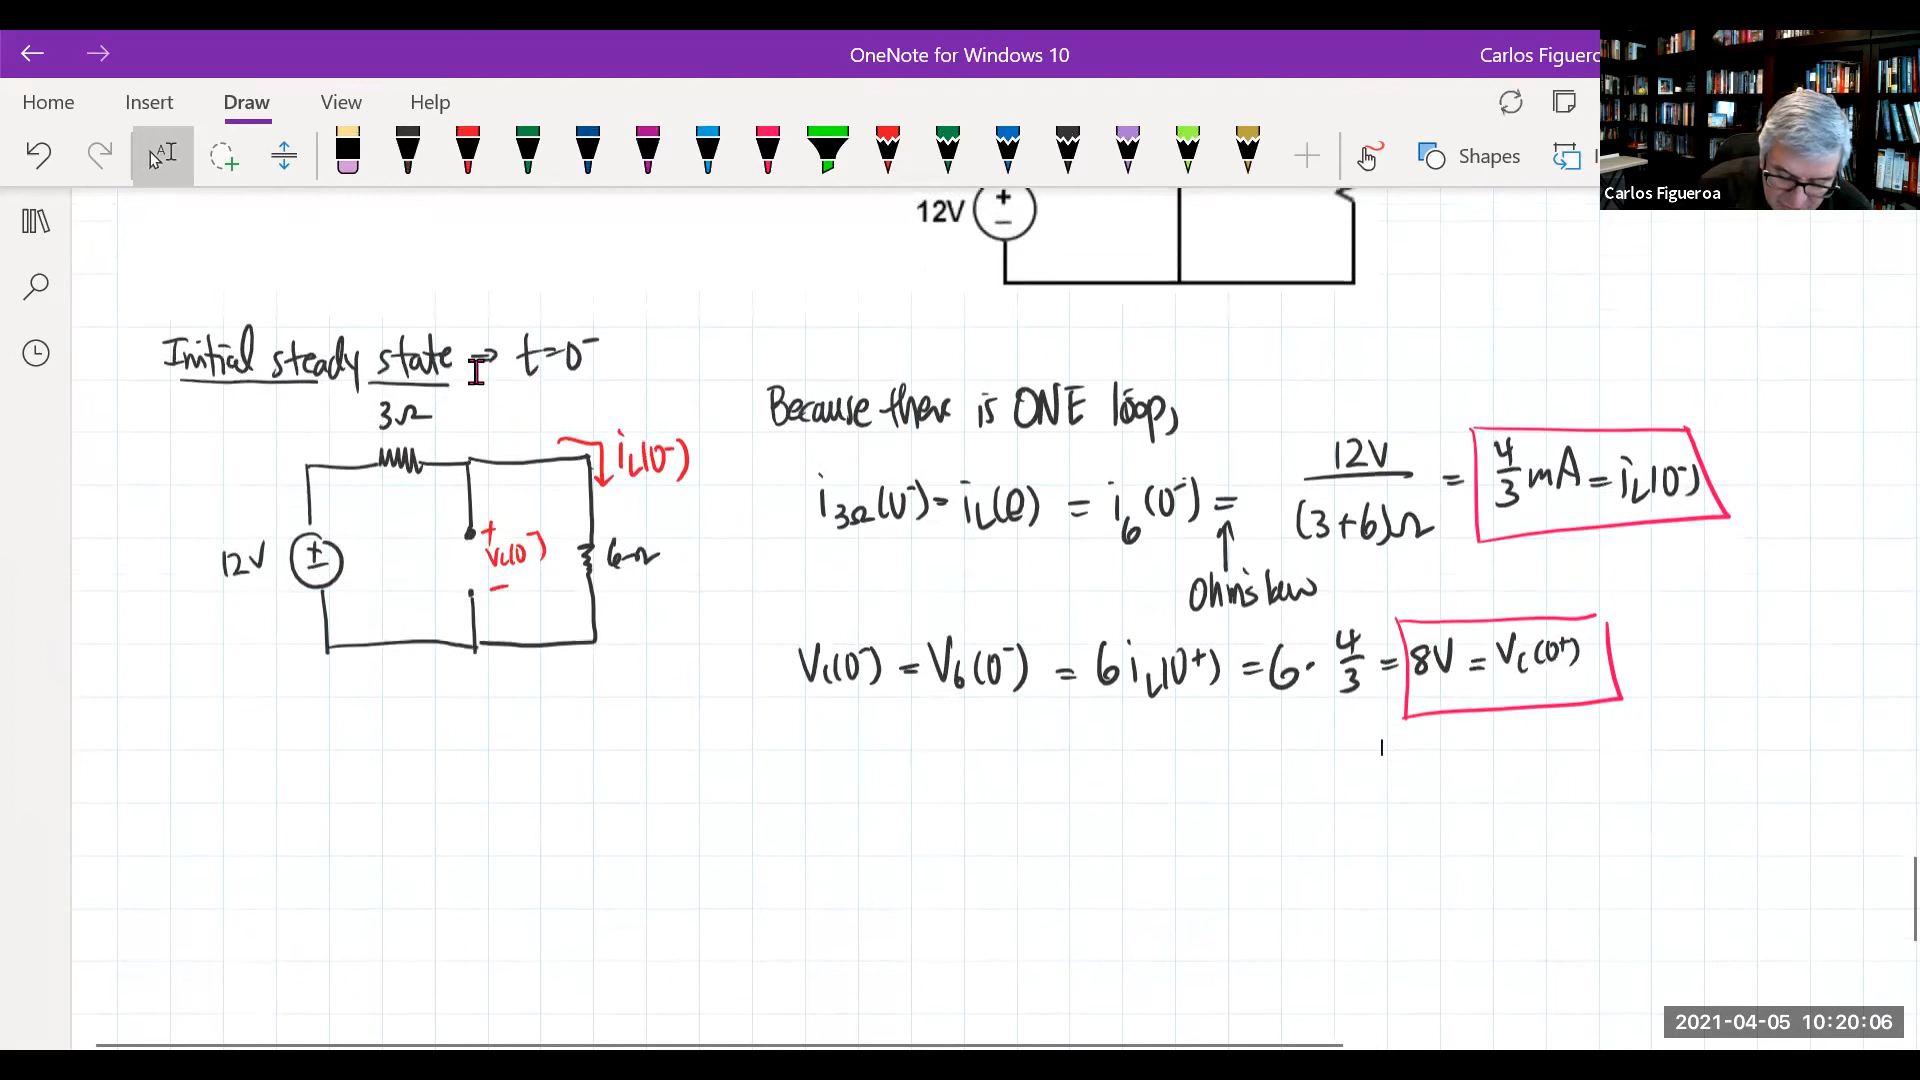 OneNote for Windows 10
Carlos Figuero
Home Insert Draw View Help
Shapes
Carlos Figueroa
12V + −
Initial steady state ⇒ t=0⁻
3Ω
iL(0⁻)
12V + −
+ Vc(0⁻) −
6Ω
Because there is ONE loop,
i3Ω(0⁻) = iL(0) = i6(0⁻) = 12V / (3+6)Ω = 4/3 mA = iL(0⁻)
Ohm's law
Vc(0⁻) = V6(0⁻) = 6 iL(0⁺) = 6 · 4/3 = 8V = Vc(0⁺)
2021-04-05 10:20:06